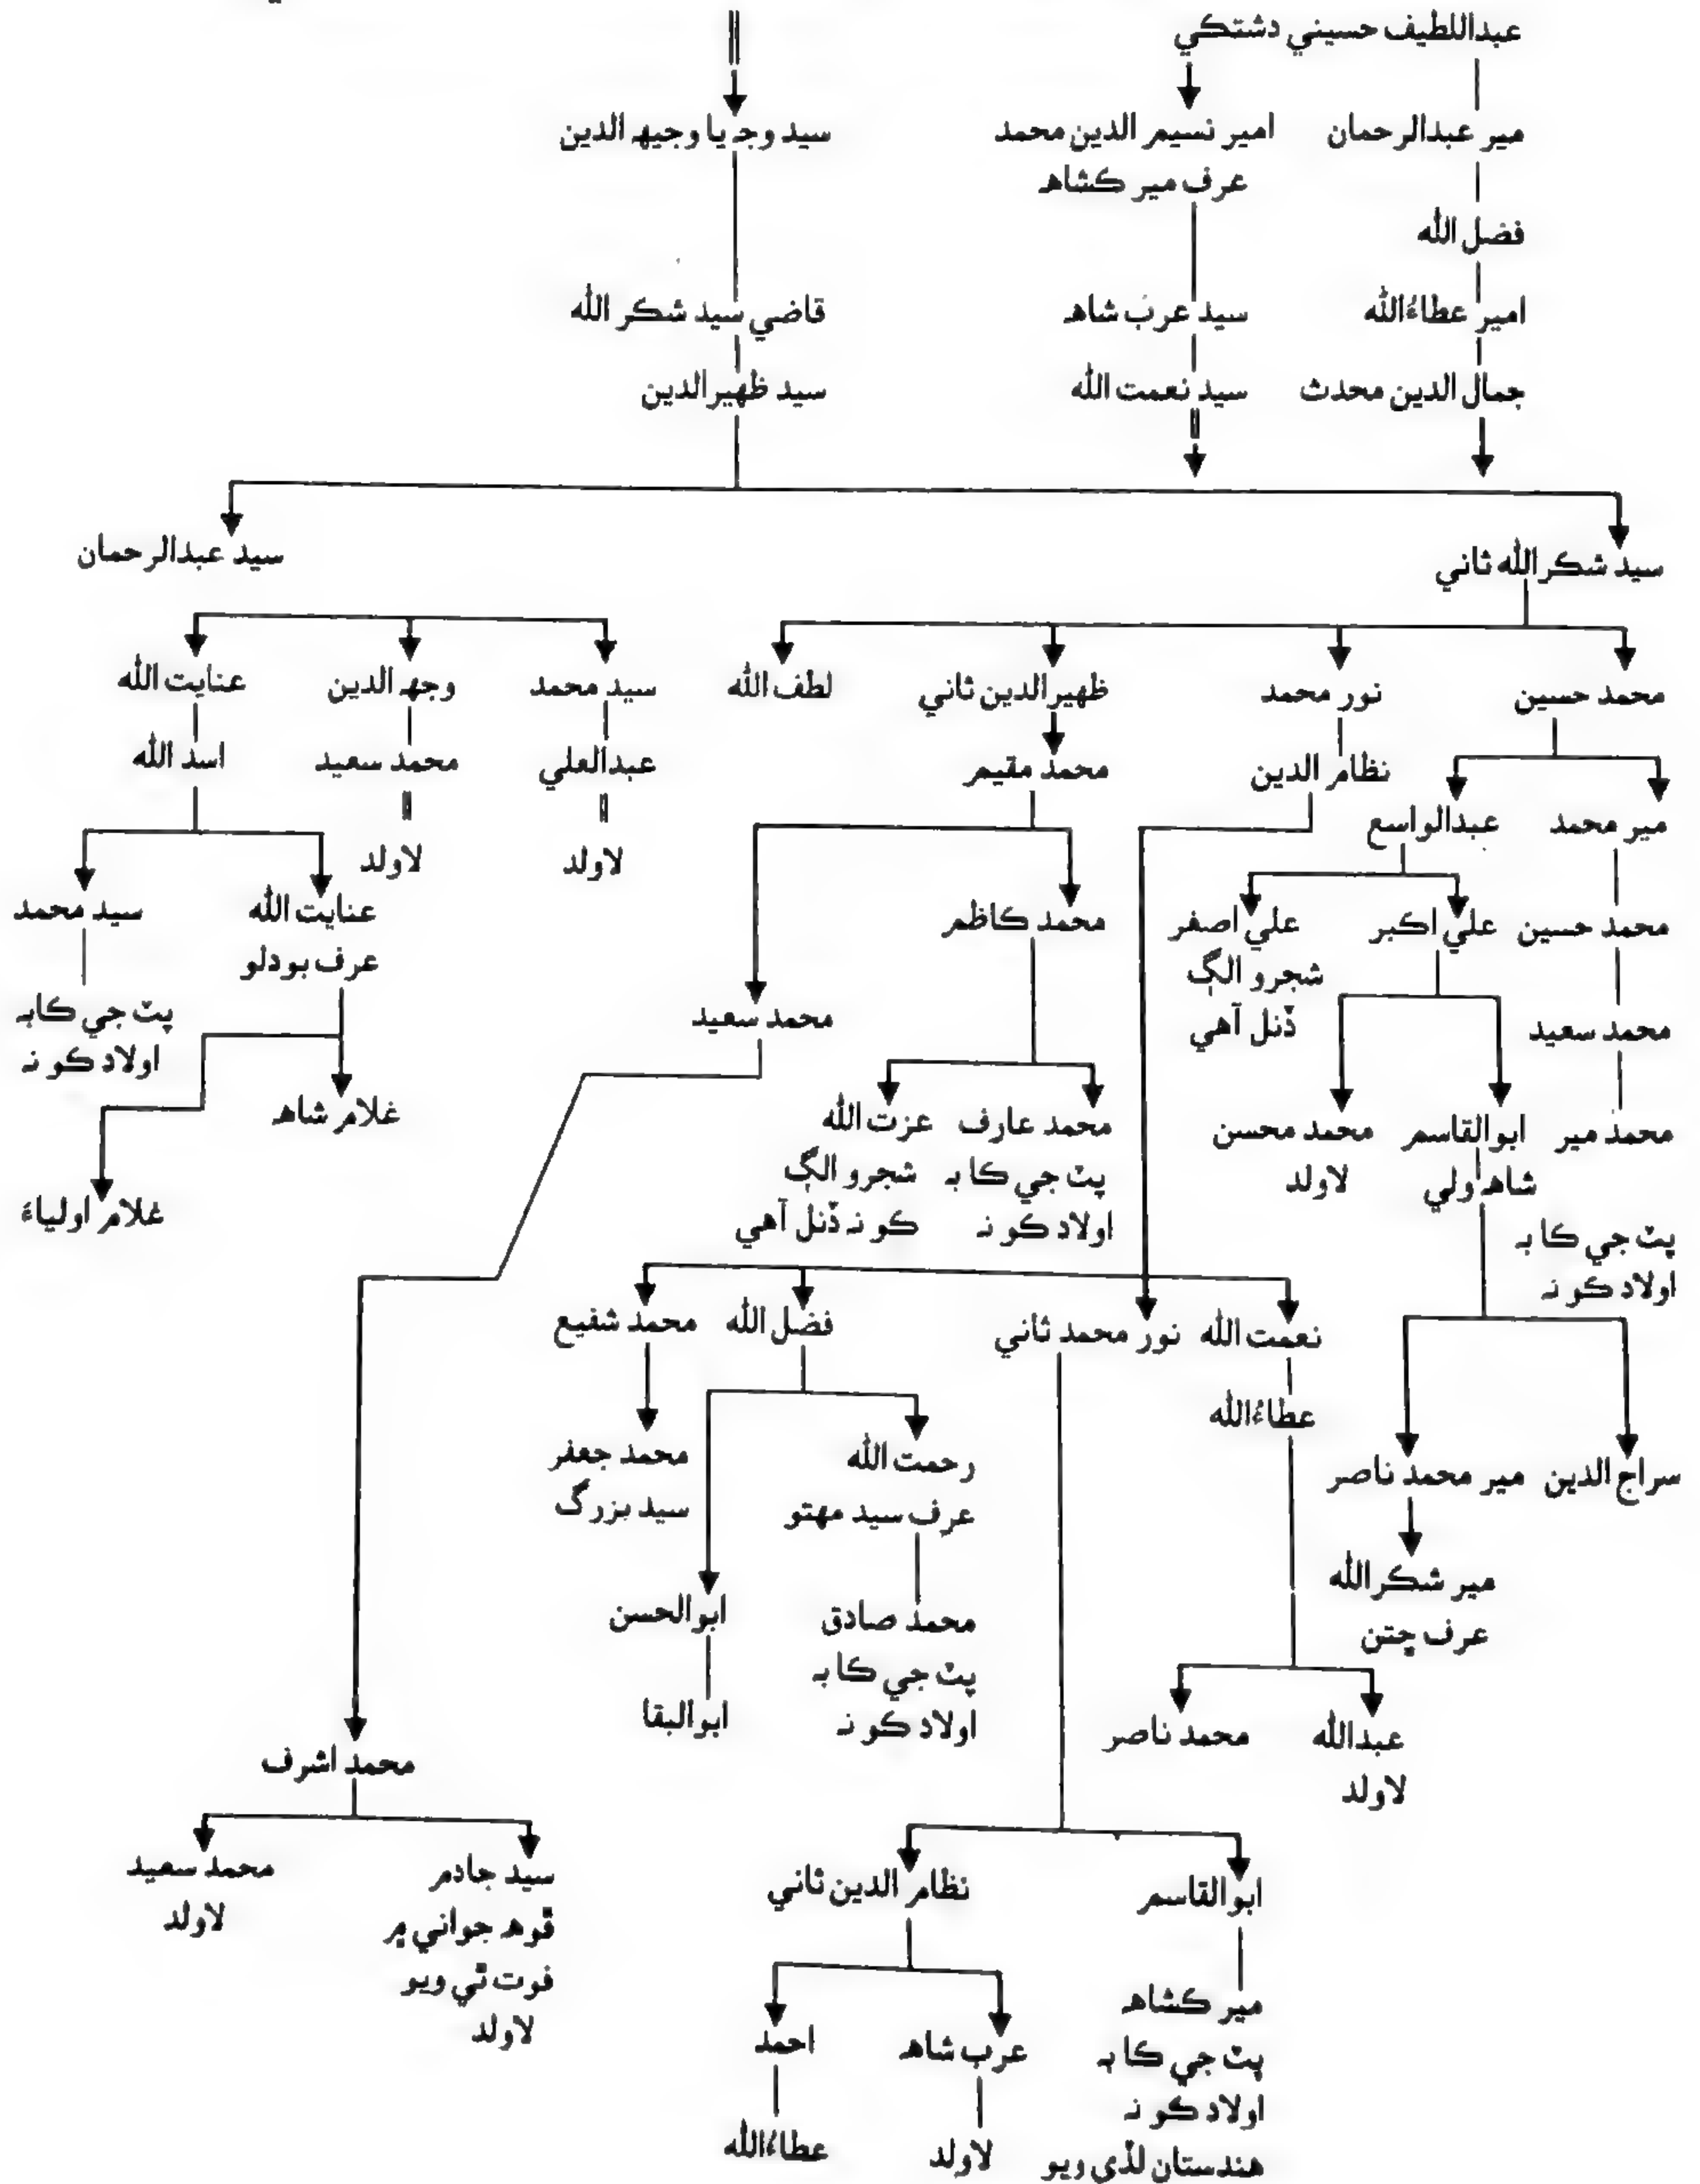 عبداللطيف حسيني دشتڪي
مير عبدالرحمان
امير نسيم الدين محمد
سيد وجہ يا وجيهہ الدين
عرف مير ڪشاهہ
فضل الله
امير عطاءُالله
سيد عرب شاهہ
قاضي سيد شڪر الله
جمال الدين محدث
سيد نعمت الله
سيد ظهيرالدين
سيد شڪرالله ثاني
سيد عبدالرحمان
محمد حسين
نور محمد
ظهيرالدين ثاني
لطف الله
سيد محمد
وجهہ الدين
عنايت الله
نظام الدين
محمد مقيم
عبدالعلي
محمد سعيد
اسد الله
مير محمد
عبدالواسع
لاولد
لاولد
محمد حسين
علي اڪبر
علي اصغر
محمد ڪاظم
عنايت الله
سيد محمد
شجرو الڳ
عرف بودلو
ڏنل آهي
محمد سعيد
محمد سعيد
پٽ جي ڪا بہ
اولاد ڪو نہ
غلام شاهہ
محمد مير
ابوالقاسم
محمد محسن
محمد عارف
عزت الله
شاهہ ولي
لاولد
پٽ جي ڪا بہ
شجرو الڳ
غلام اولياءَ
پٽ جي ڪا بہ
اولاد ڪو نہ
ڪو نہ ڏنل آهي
اولاد ڪو نہ
نعمت الله
نور محمد ثاني
فضل الله
محمد شفيع
عطاءُالله
سراج الدين
مير محمد ناصر
رحمت الله
محمد جعفر
عرف سيد مهتو
سيد بزرگ
مير شڪرالله
عرف ڇتن
محمد صادق
ابوالحسن
پٽ جي ڪا بہ
اولاد ڪو نہ
ابوالبقا
عبدالله
محمد ناصر
لاولد
محمد اشرف
ابوالقاسم
نظام الدين ثاني
سيد جادم
محمد سعيد
قوهہ جواني ۾
لاولد
فوت ٿي ويو
لاولد
مير ڪشاهہ
عرب شاهہ
احمد
پٽ جي ڪا بہ
اولاد ڪو نہ
لاولد
عطاءُالله
هندستان لڏي ويو